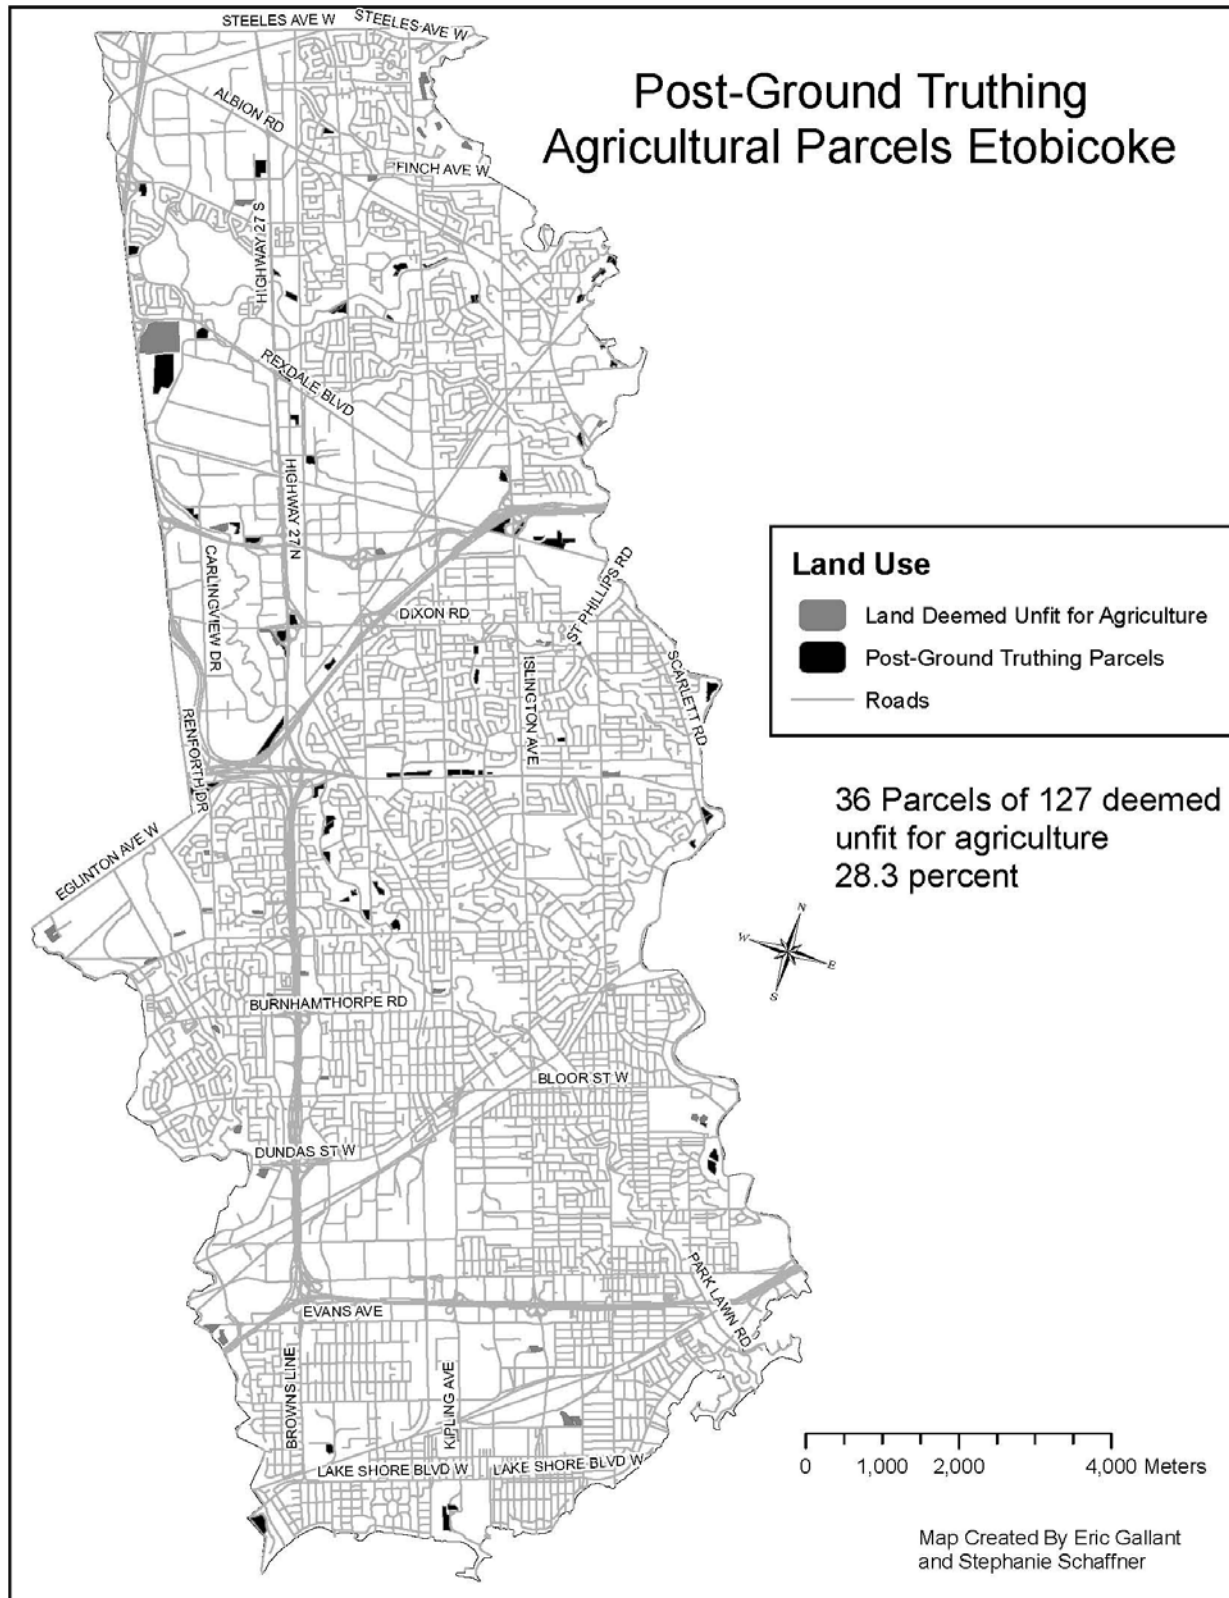 STEELES AVE W
STEELES AVE W
Post-Ground Truthing
Agricultural Parcels Etobicoke
ALBION RD
FINCH AVE W
HIGHWAY 27 S
REXDALE BLVD
HIGHWAY 27 N
CARLINGVIEW DR
DIXON RD
ST PHILLIPS RD
ISLINGTON AVE
SCARLETT RD
RENFORTH DR
EGLINTON AVE W
Land Use
Land Deemed Unfit for Agriculture
Post-Ground Truthing Parcels
Roads
36 Parcels of 127 deemed
unfit for agriculture
28.3 percent
N
W
E
S
BURNHAMTHORPE RD
BLOOR ST W
DUNDAS ST W
PARK LAWN RD
EVANS AVE
BROWNS LINE
KIPLING AVE
LAKE SHORE BLVD W
LAKE SHORE BLVD W
0 1,000 2,000 4,000 Meters
Map Created By Eric Gallant
and Stephanie Schaffner